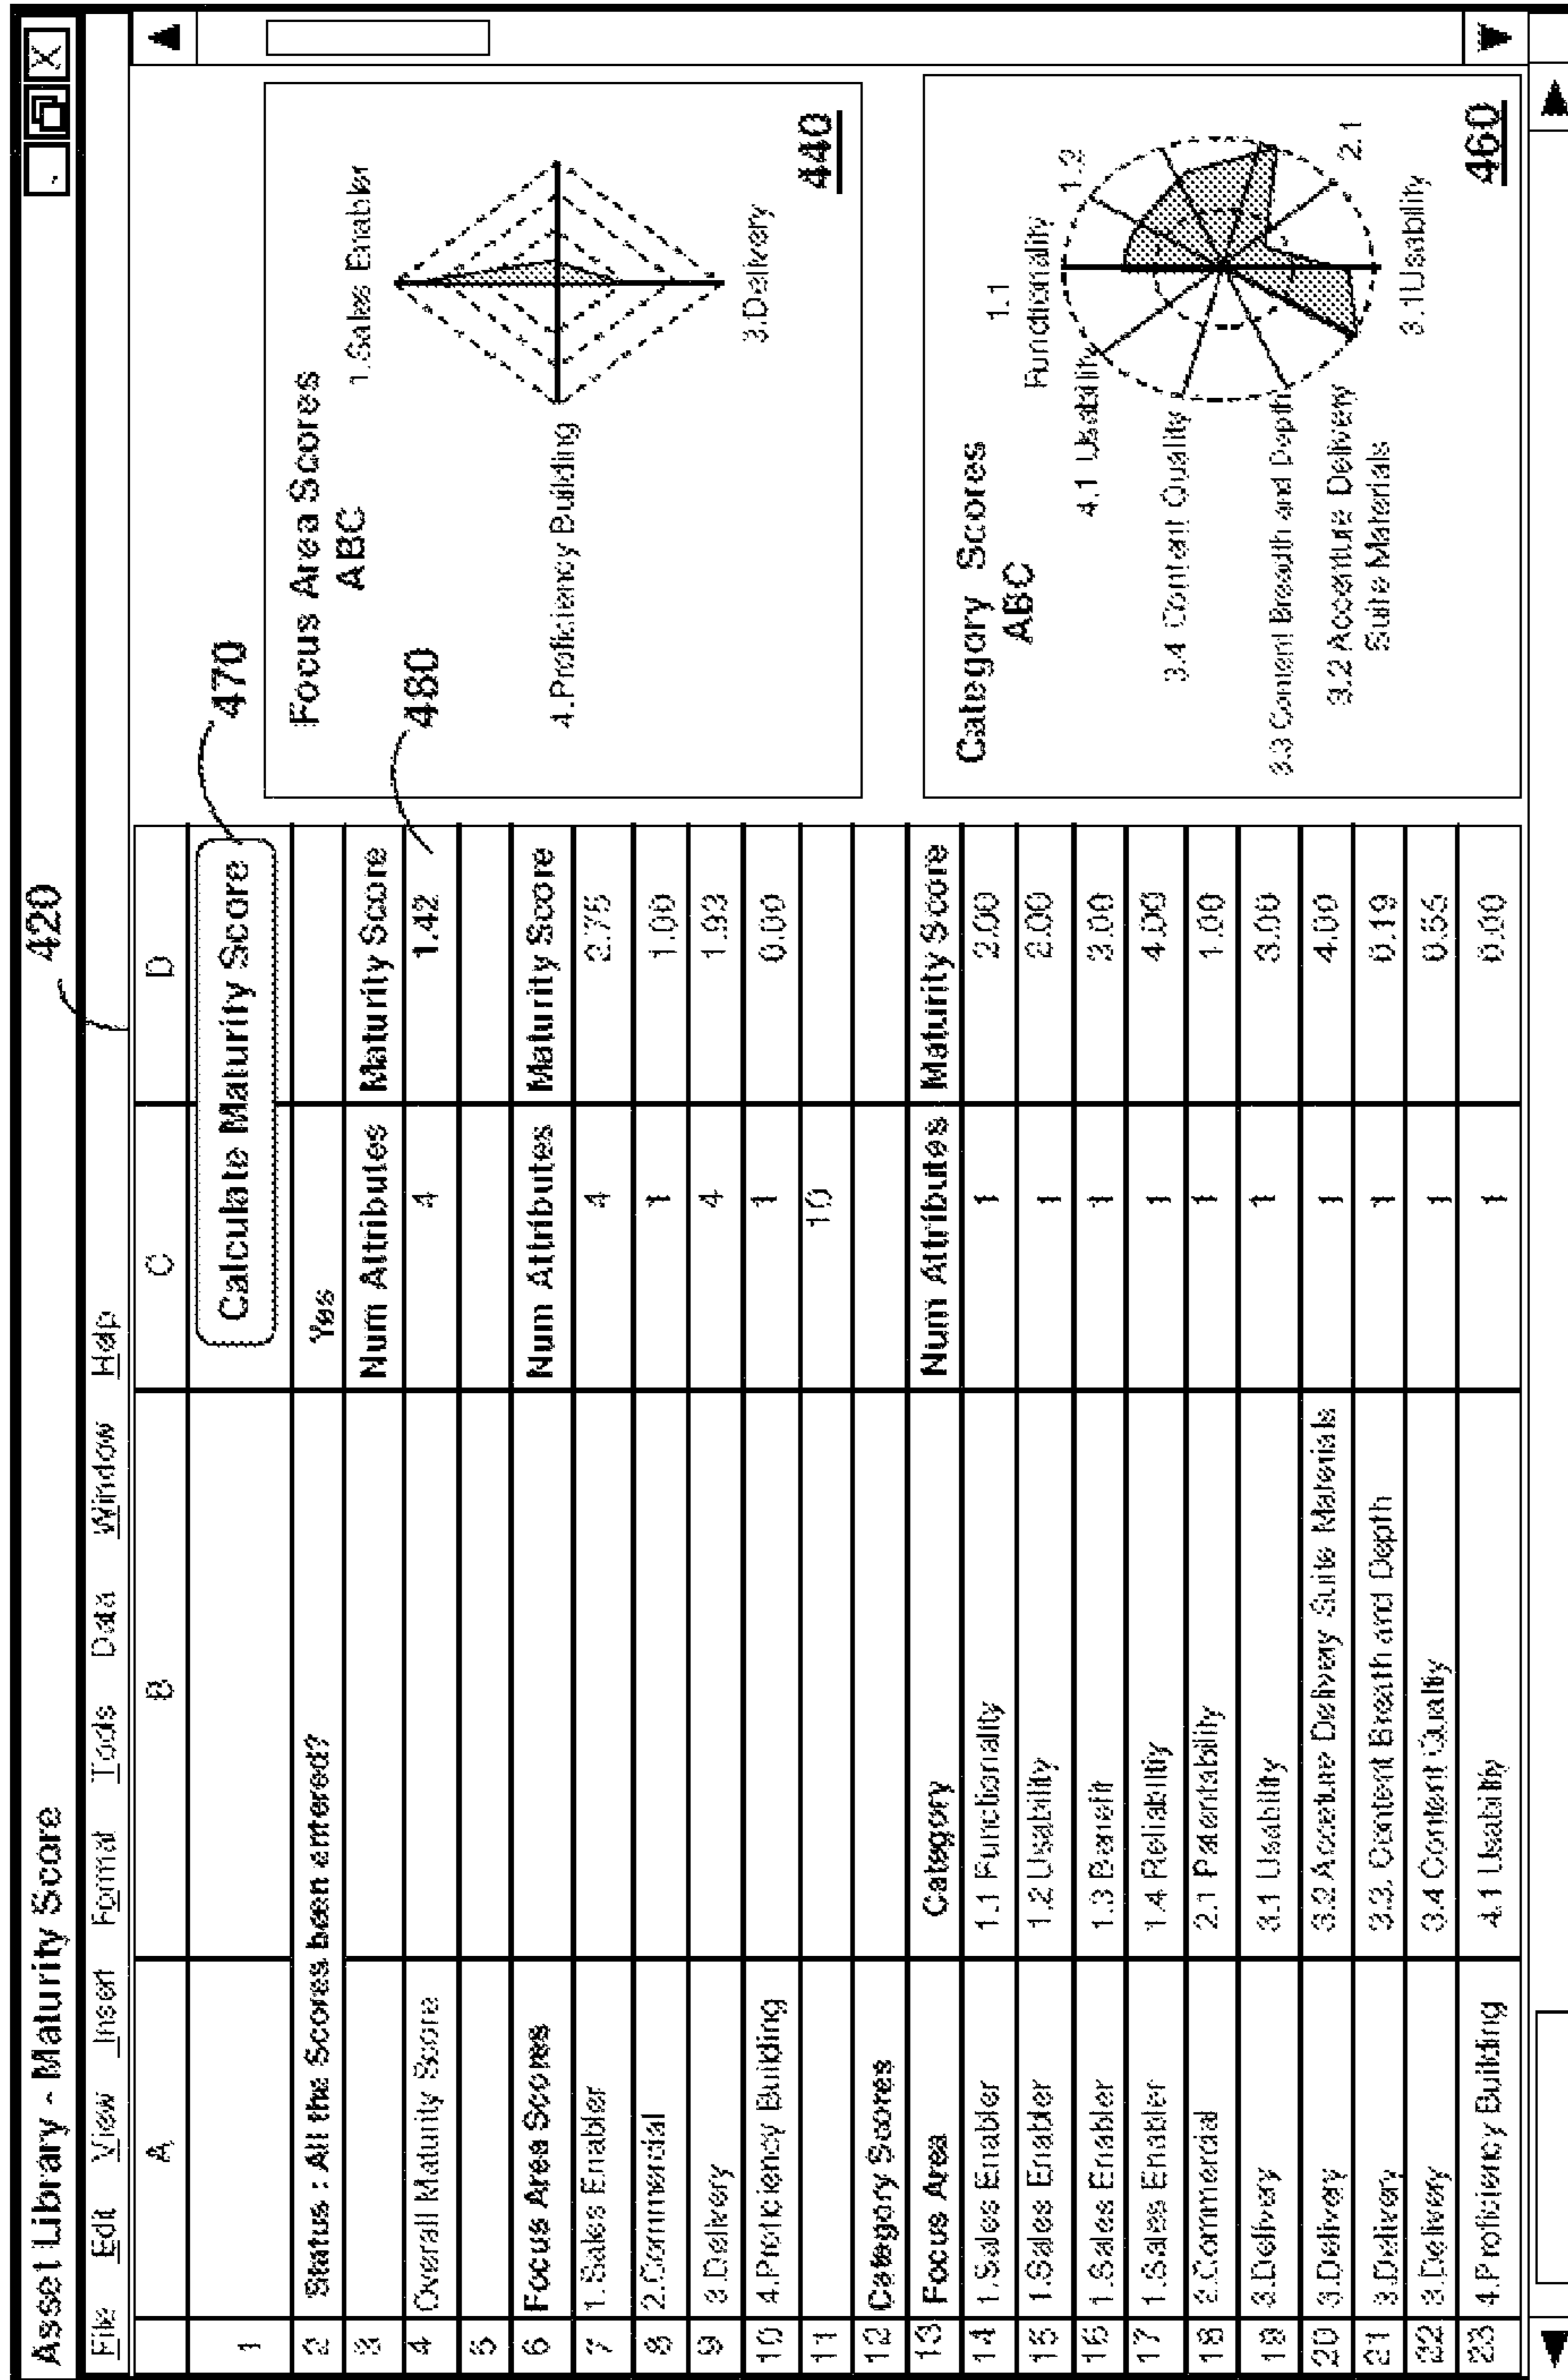 Asset Library - Maturity Score
File Edit View Insert Format Tools Data Window Help
420
A B C D
1 Calculate Maturity Score
470
2 Status : All the Scores been entered? Yes
3 Num Attributes Maturity Score
4 Overall Maturity Score 4 1.42
480
5
6 Focus Area Scores Num Attributes Maturity Score
7 1.Sales Enabler 4 2.75
8 2.Commercial 1 1.00
9 3.Delivery 4 1.93
10 4.Proficiency Building 1 0.00
11 10
12 Category Scores
13 Focus Area Category Num Attributes Maturity Score
14 1.Sales Enabler 1.1 Functionality 1 2.00
15 1.Sales Enabler 1.2 Usability 1 2.00
16 1.Sales Enabler 1.3 Benefit 1 3.00
17 1.Sales Enabler 1.4 Reliability 1 4.00
18 2.Commercial 2.1 Patentability 1 1.00
19 3.Delivery 3.1 Usability 1 3.00
20 3.Delivery 3.2 Acceture Delivery Suite Materials 1 4.00
21 3.Delivery 3.3. Content Breath and Depth 1 0.19
22 3.Delivery 3.4 Content Quality 1
23 4.Proficiency Building 4.1 Usability 1 0.00
Focus Area Scores
ABC
1.Sales Enabler
4.Proficiency Building
3.Delivery
440
Category Scores
ABC
1.1
Functionality
1.2
4.1 Usability
3.4 Content Quality
3.3 Content Breadth and Depth
2.1
3.2 Accenture Delivery
Suite Materials
3.1Usability
460